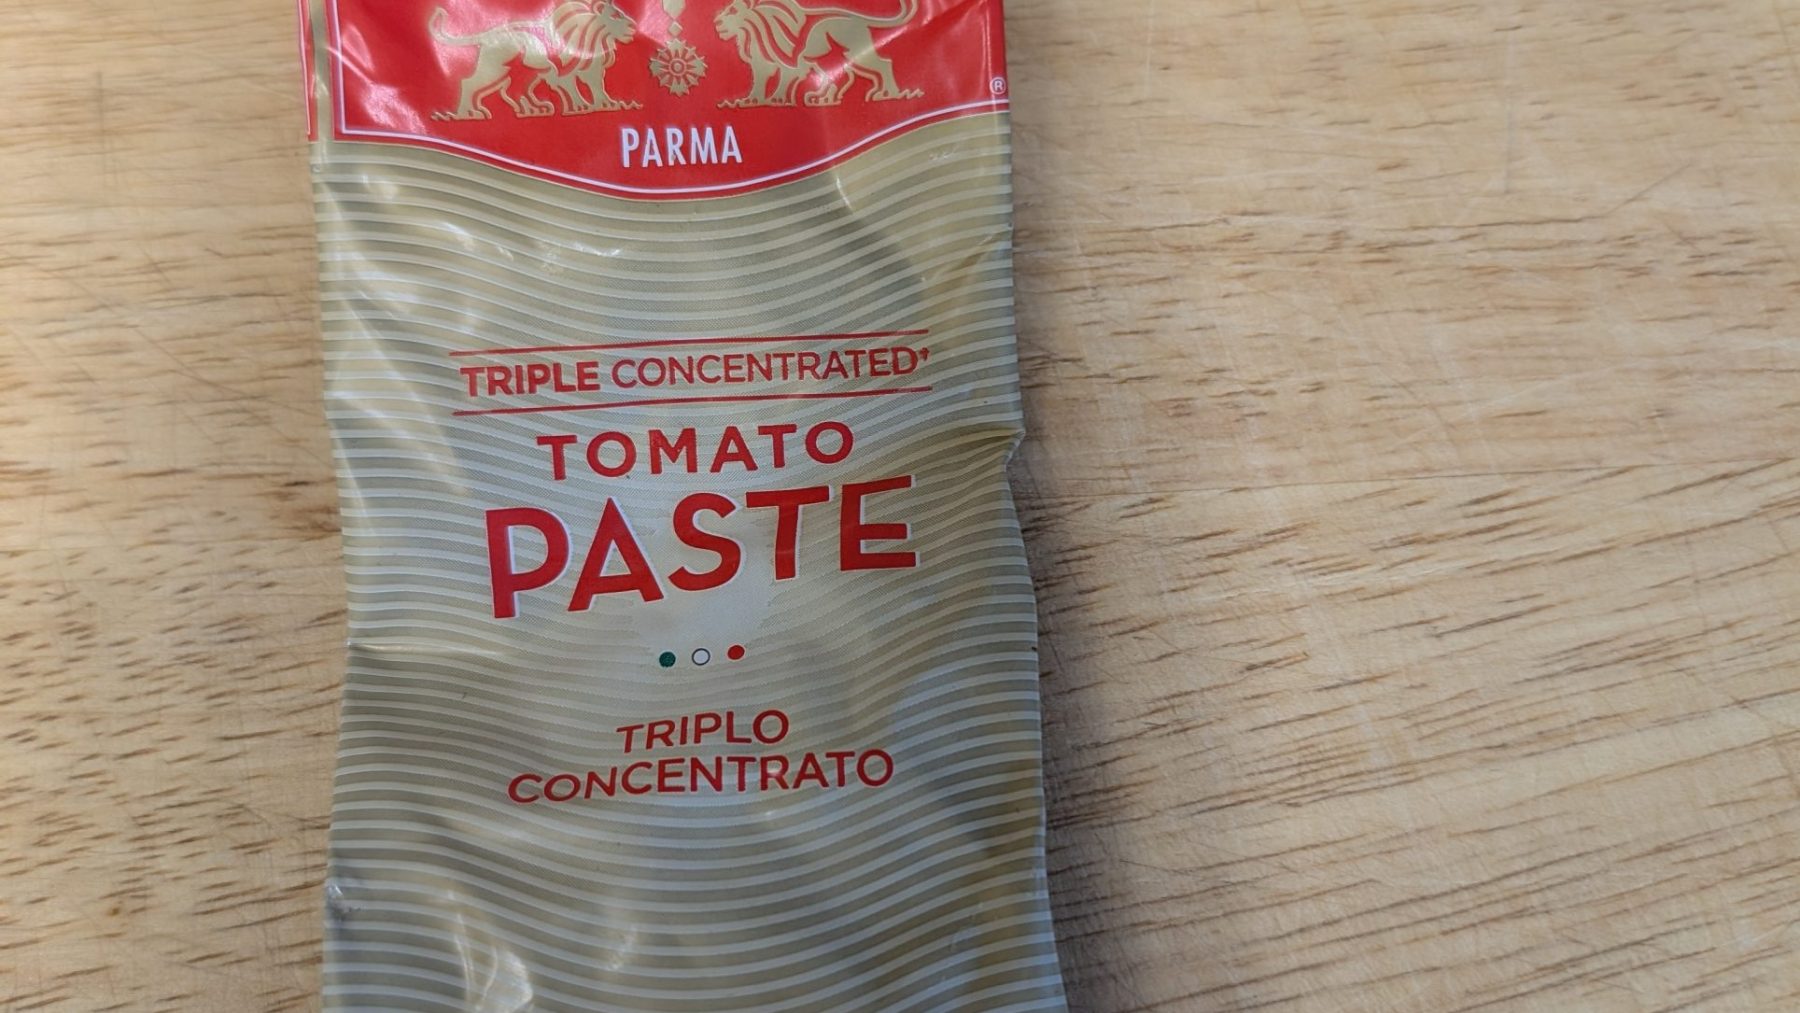 ®
PARMA
TRIPLE CONCENTRATED†
TOMATO
PASTE
TRIPLO
CONCENTRATO